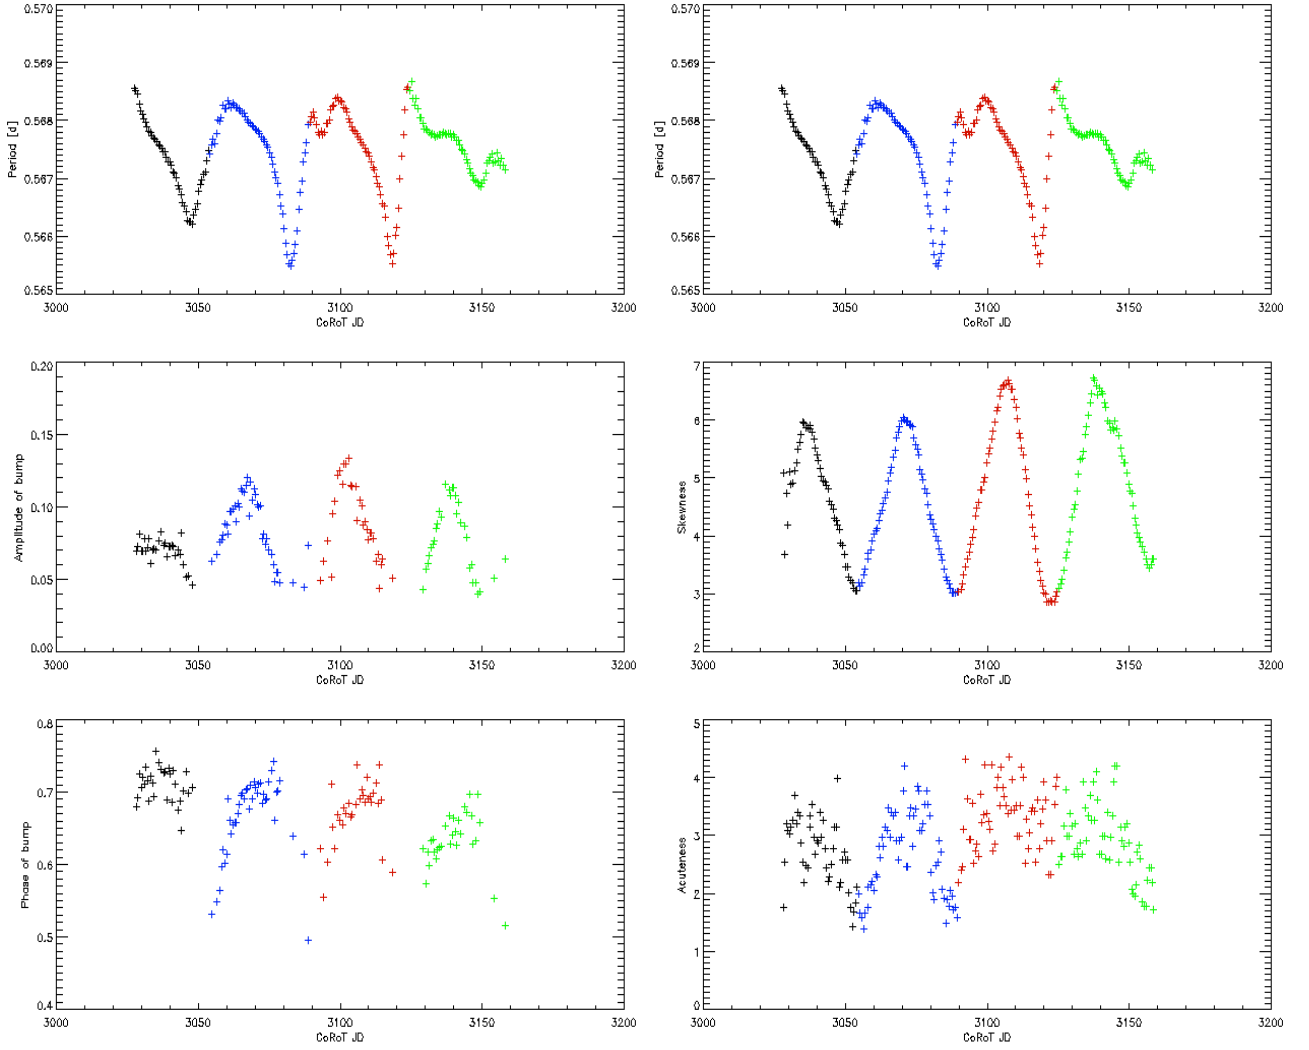 0.570
0.569
0.568
0.567
0.566
0.565
Period [d]
3000 3050 3100 3150 3200
CoRoT JD
0.570
0.569
0.568
0.567
0.566
0.565
Period [d]
3000 3050 3100 3150 3200
CoRoT JD
0.20
0.15
0.10
0.05
0.00
Amplitude of bump
3000 3050 3100 3150 3200
CoRoT JD
7
6
5
4
3
2
Skewness
3000 3050 3100 3150 3200
CoRoT JD
0.8
0.7
0.6
0.5
0.4
Phase of bump
3000 3050 3100 3150 3200
CoRoT JD
5
4
3
2
1
0
Acuteness
3000 3050 3100 3150 3200
CoRoT JD